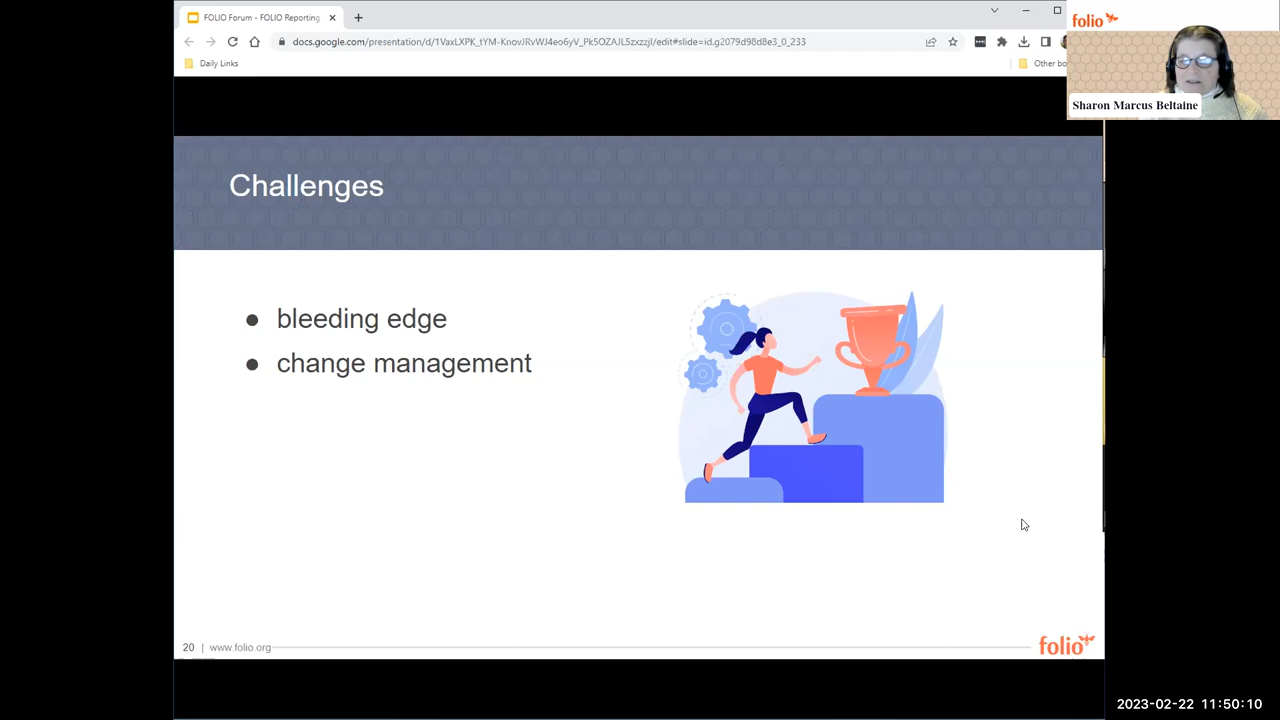 FOLIO Forum - FOLIO Reporting
docs.google.com/presentation/d/1VaxLXPK_tYM-KnovJRvWJ4eo6yV_Pk5OZAJL5zxzzjI/edit#slide=id.g2079d98d8e3_0_233
Daily Links
Other bo
folio
Sharon Marcus Beltaine
Challenges
● bleeding edge
● change management
20 | www.folio.org
folio
2023-02-22 11:50:10